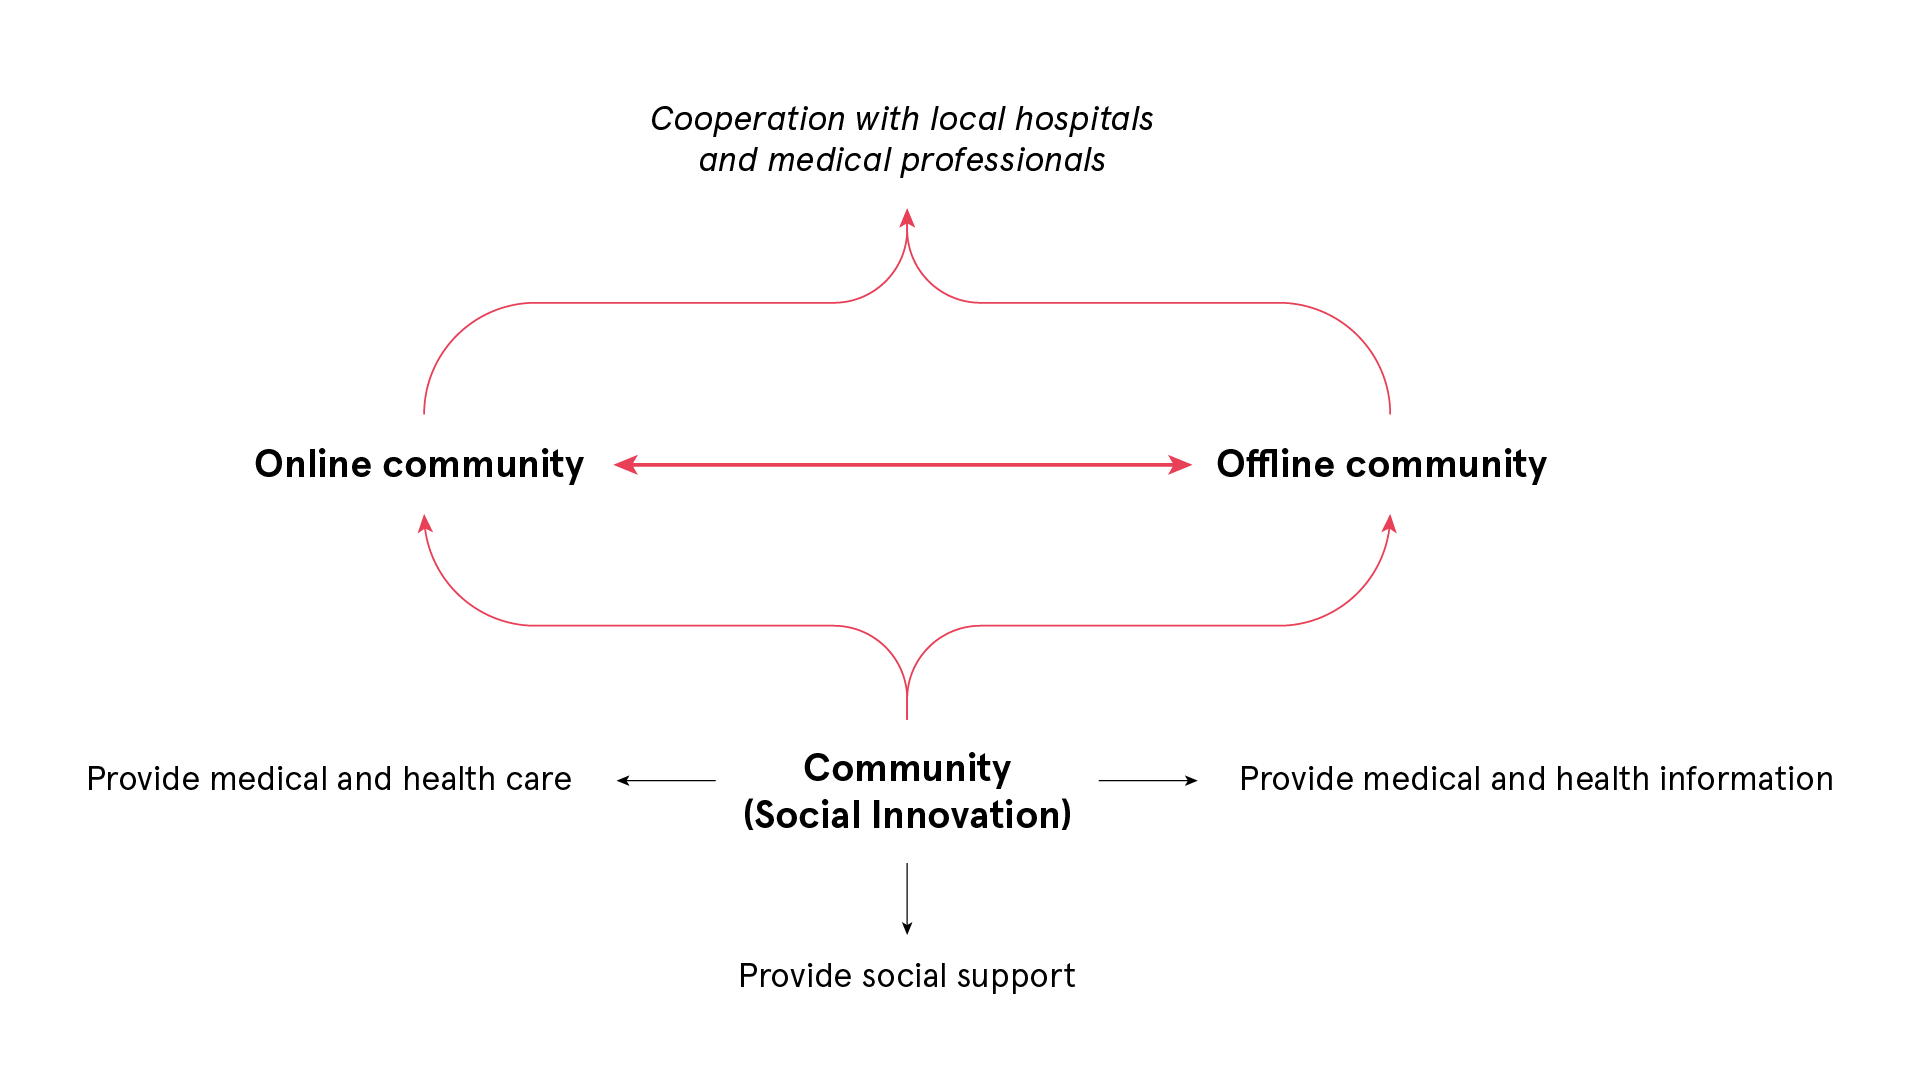 Cooperation with local hospitals
and medical professionals
Online community
Offline community
Provide medical and health care
Community
(Social Innovation)
Provide medical and health information
Provide social support